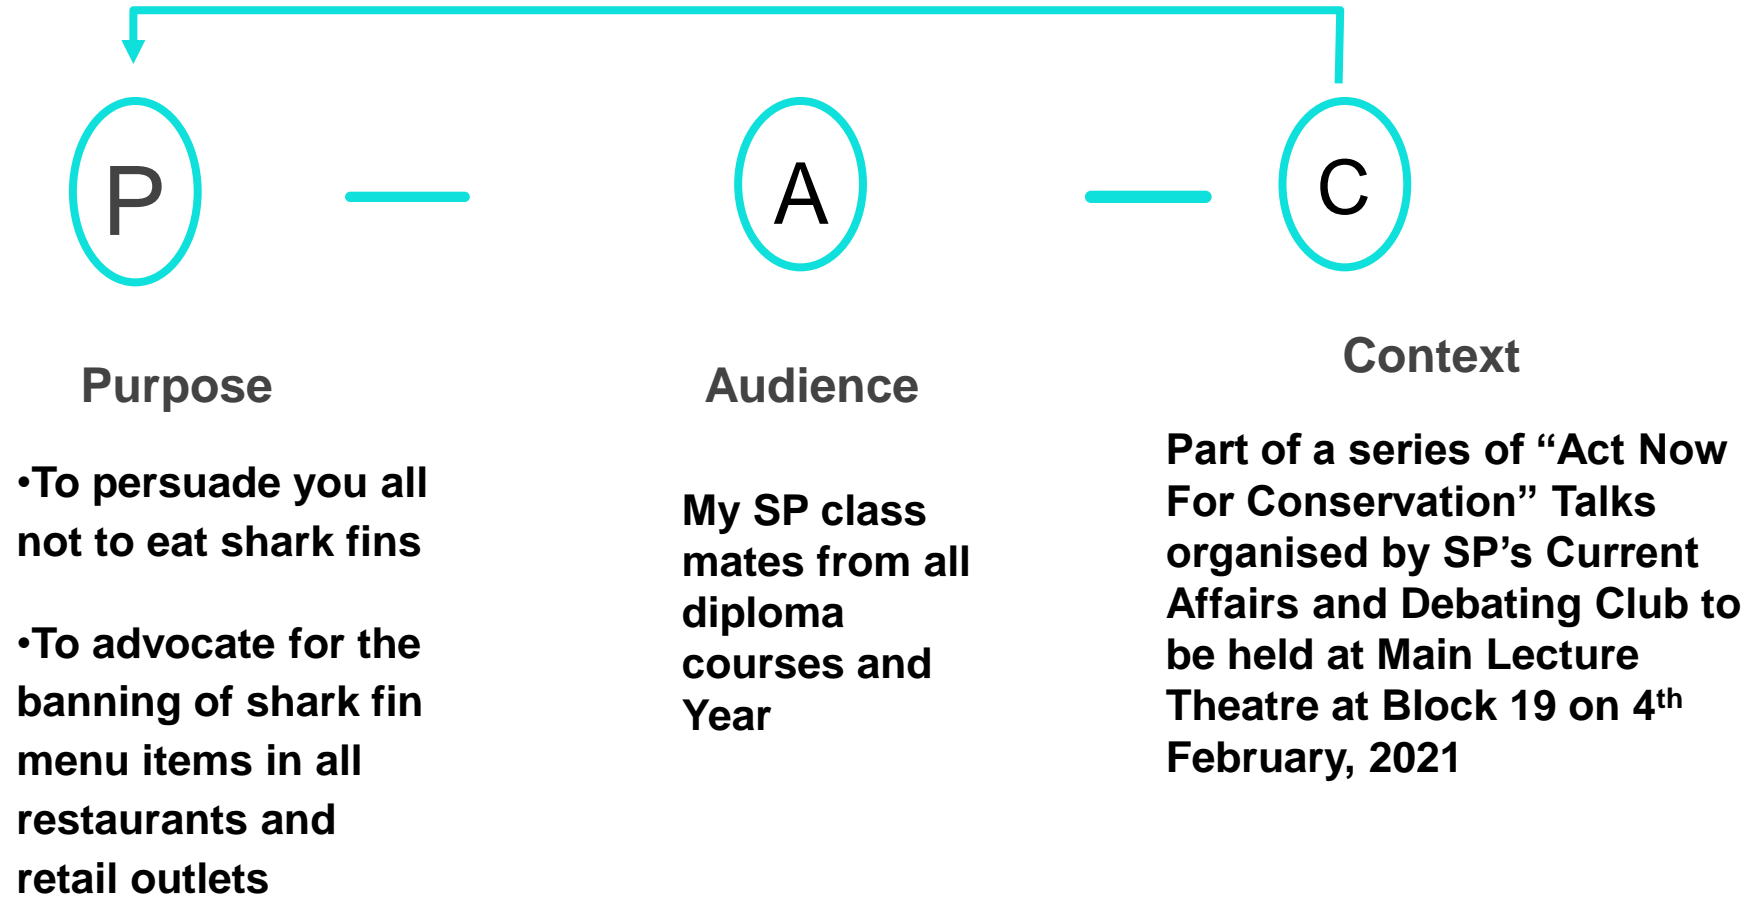 P
A
C
Purpose
•To persuade you all
not to eat shark fins
•To advocate for the
banning of shark fin
menu items in all
restaurants and
retail outlets
Audience
My SP class
mates from all
diploma
courses and
Year
Context
Part of a series of “Act Now
For Conservation” Talks
organised by SP’s Current
Affairs and Debating Club to
be held at Main Lecture
Theatre at Block 19 on 4th
February, 2021